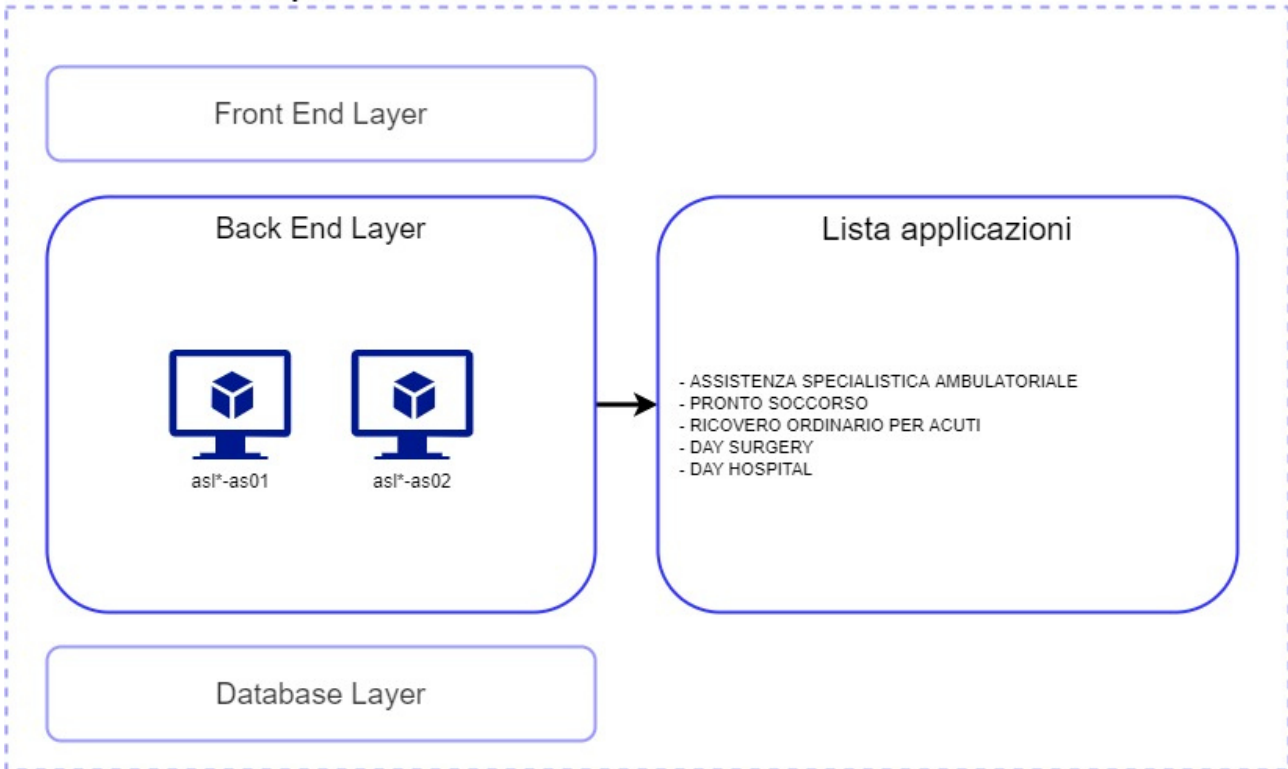 Front End Layer
Back End Layer
asl*-as01
asl*-as02
Lista applicazioni
- ASSISTENZA SPECIALISTICA AMBULATORIALE
- PRONTO SOCCORSO
- RICOVERO ORDINARIO PER ACUTI
- DAY SURGERY
- DAY HOSPITAL
Database Layer